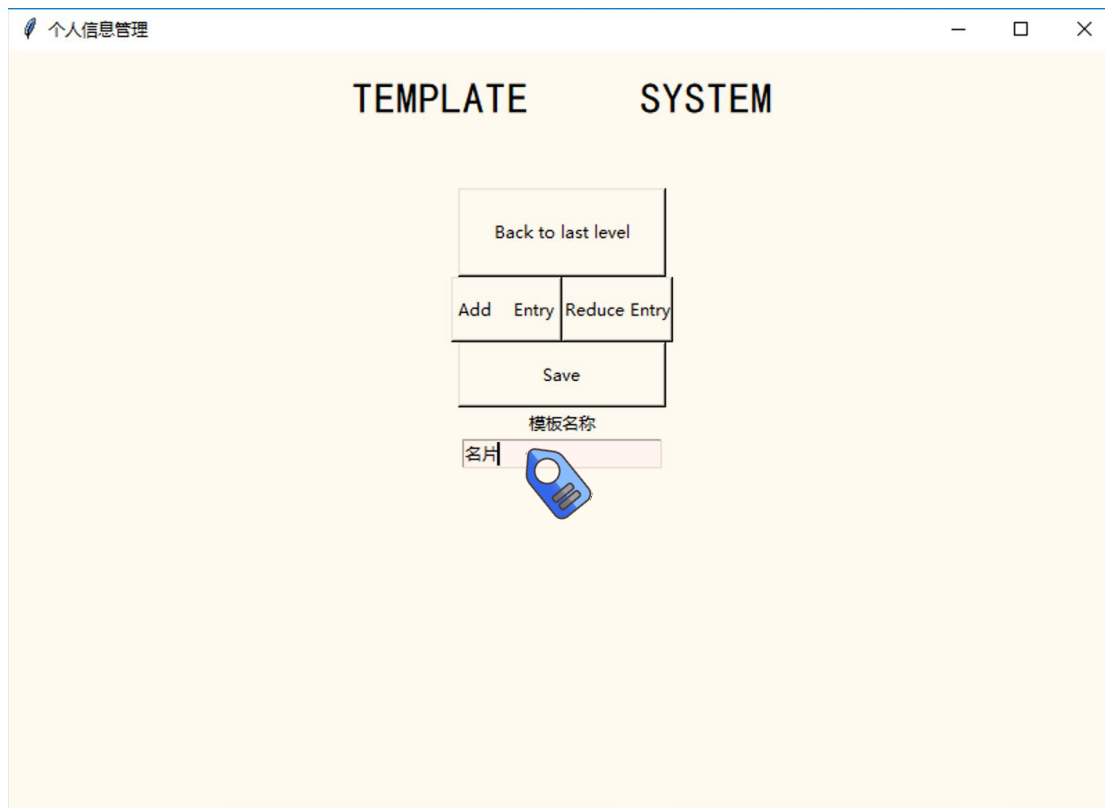 个人信息管理
TEMPLATE SYSTEM
Back to last level
Add Entry Reduce Entry
Save
模板名称
名片